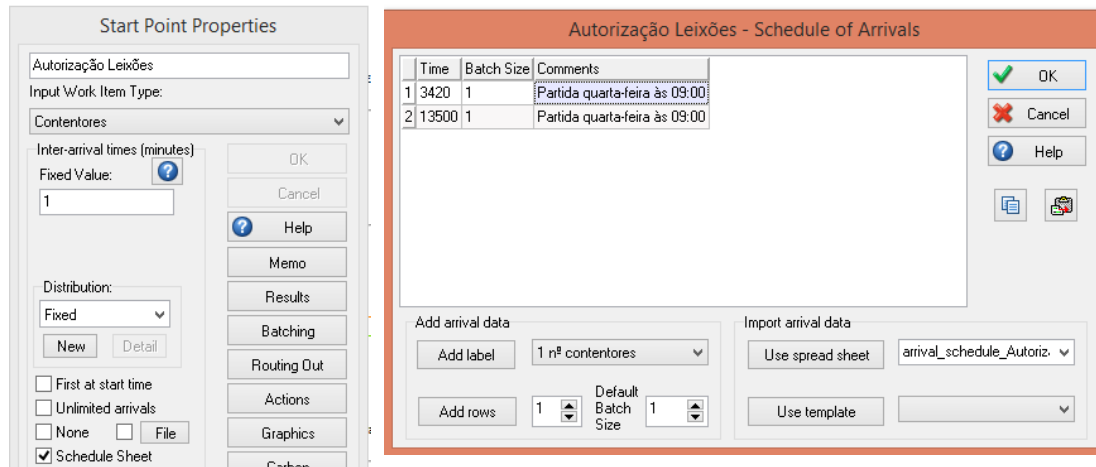 Start Point Properties
Autorização Leixões
Input Work Item Type:
Contentores
Inter-arrival times (minutes)
Fixed Value:
1
Distribution:
Fixed
New
Detail
First at start time
Unlimited arrivals
None
File
Schedule Sheet
OK
Cancel
Help
Memo
Results
Batching
Routing Out
Actions
Graphics
Carbon
Autorização Leixões - Schedule of Arrivals
Time Batch Size Comments
1 3420 1 Partida quarta-feira às 09:00
2 13500 1 Partida quarta-feira às 09:00
OK
Cancel
Help
Add arrival data
Add label
1 nº contentores
Add rows
1
Default
Batch
Size
1
Import arrival data
Use spread sheet
arrival_schedule_Autoriz
Use template